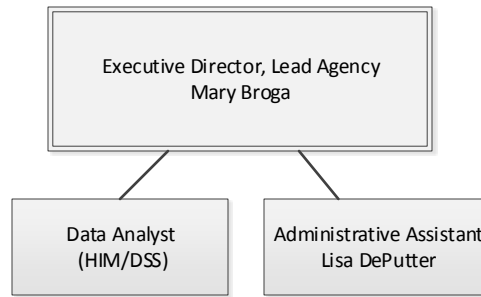 Executive Director, Lead Agency
Mary Broga
Data Analyst
(HIM/DSS)
Administrative Assistant
Lisa DePutter